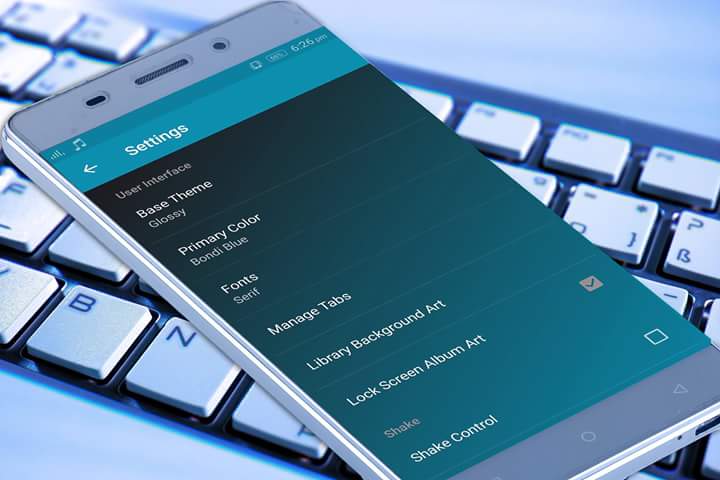 66%
6:26 pm
Settings
User Interface
Base Theme
Glossy
Primary Color
Bondi Blue
Fonts
Serif
Manage Tabs
Library Background Art
Lock Screen Album Art
Shake
Shake Control
F
B
N
?
ß